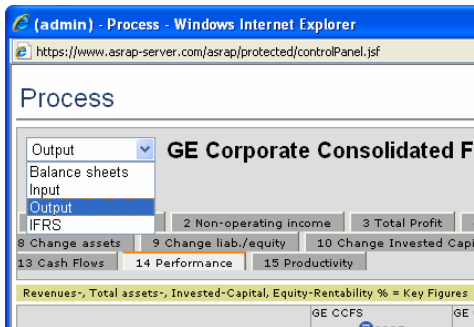 (admin) - Process - Windows Internet Explorer
https://www.asrap-server.com/asrap/protected/controlPanel.jsf
Process
Output GE Corporate Consolidated F
Balance sheets
Input
Output
IFRS
2 Non-operating income 3 Total Profit
8 Change assets 9 Change liab./equity 10 Change Invested Capi
13 Cash Flows 14 Performance 15 Productivity
Revenues-, Total assets-, Invested-Capital, Equity-Rentability % = Key Figures
GE CCFS GE